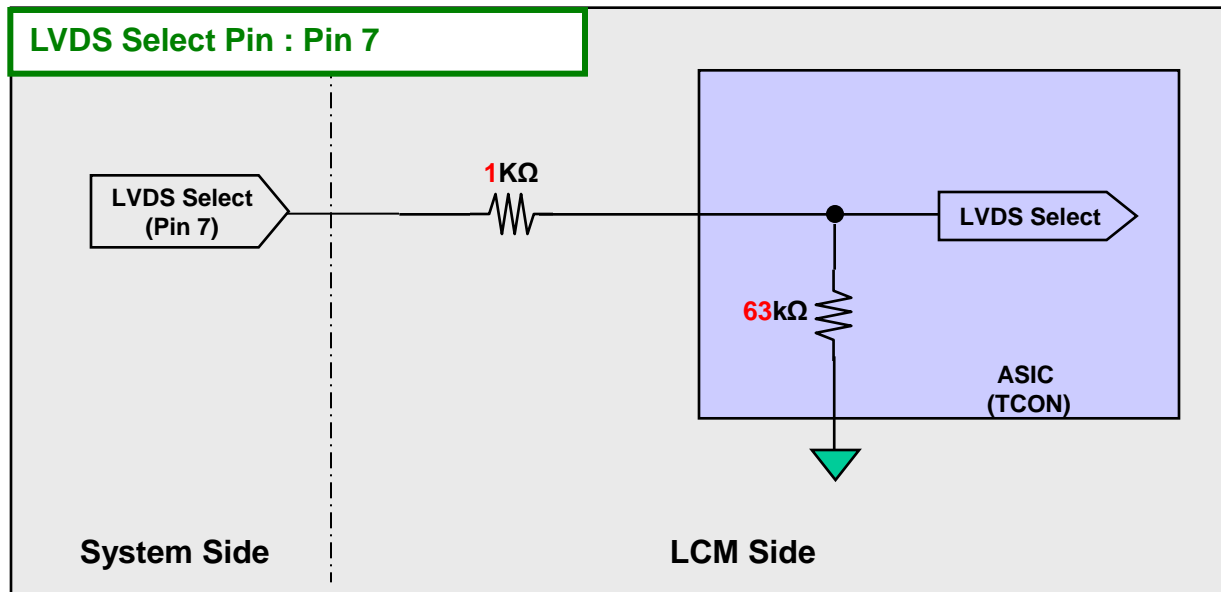 LVDS Select Pin : Pin 7
LVDS Select
(Pin 7)
1KΩ
LVDS Select
63kΩ
ASIC
(TCON)
System Side
LCM Side